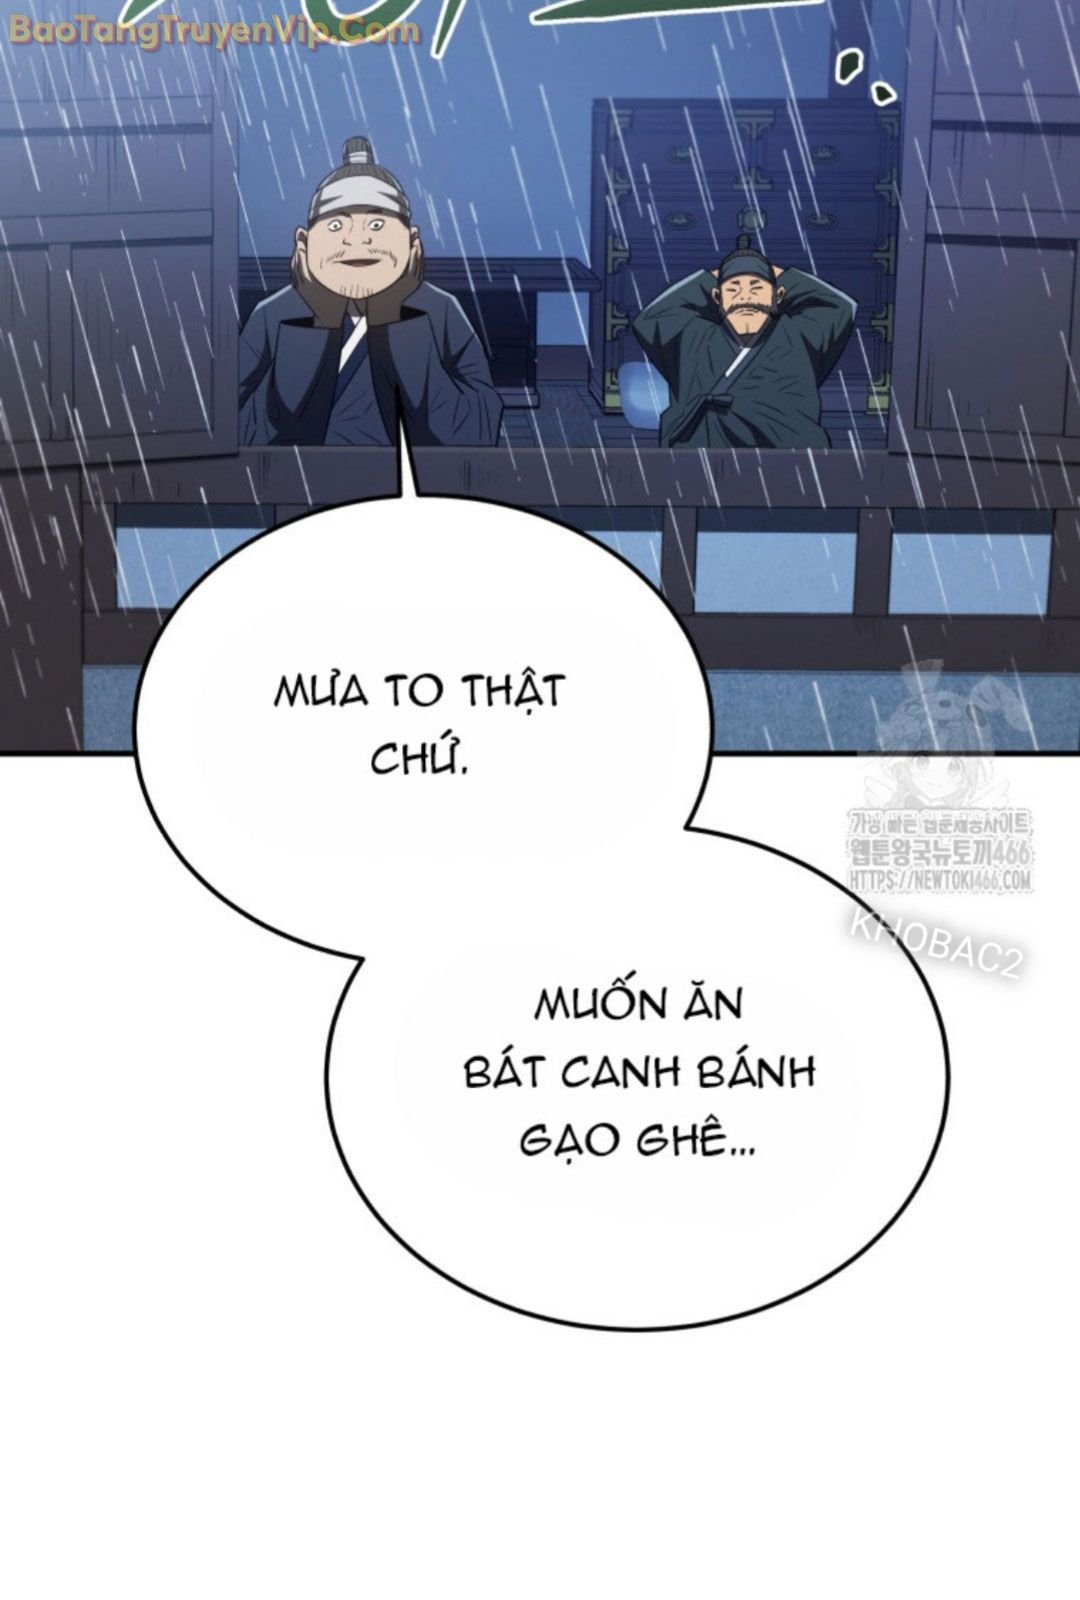 BaoTangTruyenVip.Com
MƯA TO THẬT
CHỨ.
가장 빠른 웹툰제공사이트,
웹툰왕국뉴토끼466
HTTPS://NEWTOKI466.COM
KHOBAC2
MUỐN ĂN
BÁT CANH BÁNH
GẠO GHÊ...